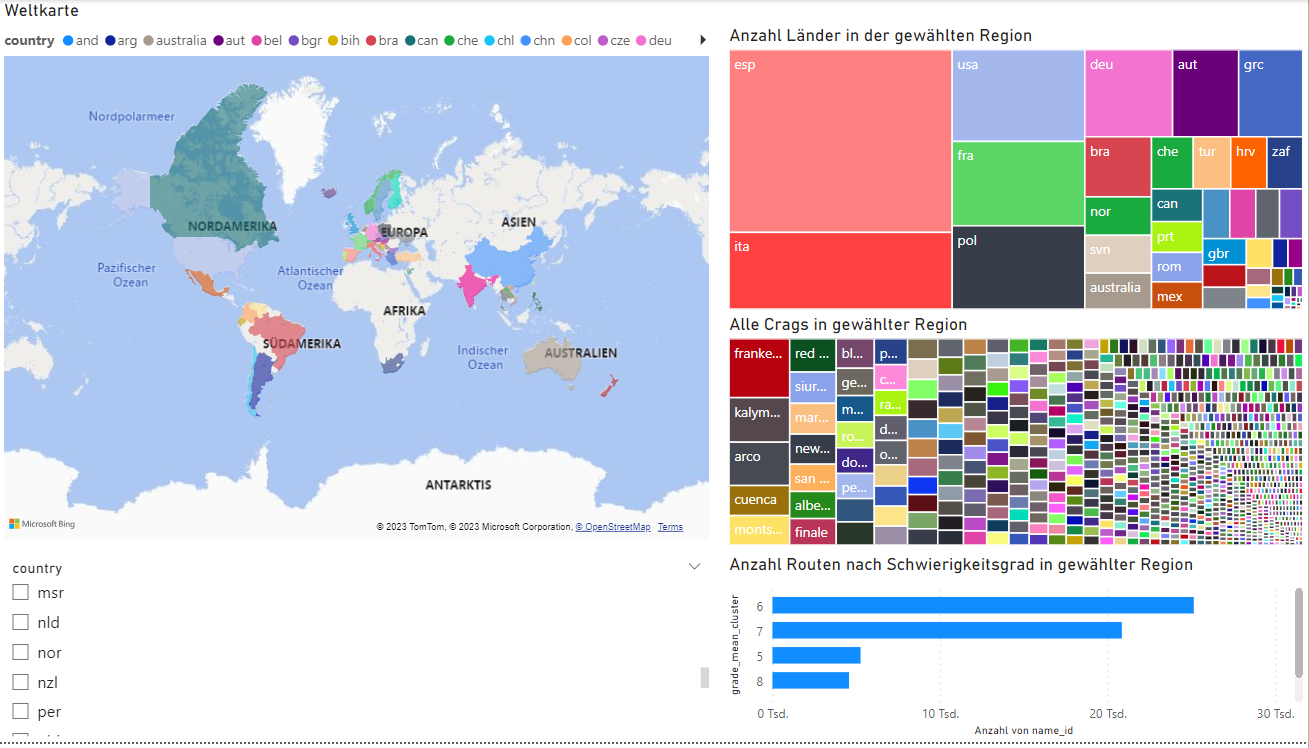 Weltkarte
country and arg australia aut bel bgr bih bra can che chl chn col cze deu
Nordpolarmeer
NORDAMERIKA
EUROPA
ASIEN
Pazifischer
Ozean
Atlantischer
Ozean
AFRIKA
SÜDAMERIKA
Indischer
Ozean
AUSTRALIEN
ANTARKTIS
Microsoft Bing
© 2023 TomTom, © 2023 Microsoft Corporation, © OpenStreetMap Terms
country
msr
nld
nor
nzl
per
Anzahl Länder in der gewählten Region
esp
ita
usa
fra
pol
deu
aut
grc
bra
nor
svn
australia
che
tur
hrv
zaf
can
prt
rom
mex
gbr
Alle Crags in gewählter Region
franke...
kalym...
arco
cuenca
monts...
red ...
siur...
mar...
new...
san ...
albe...
finale
bl...
ge...
m...
ro...
do...
pe...
p...
c...
ra...
d...
o...
Anzahl Routen nach Schwierigkeitsgrad in gewählter Region
grade_mean_cluster
6
7
5
8
0 Tsd. 10 Tsd. 20 Tsd. 30 Tsd.
Anzahl von name_id